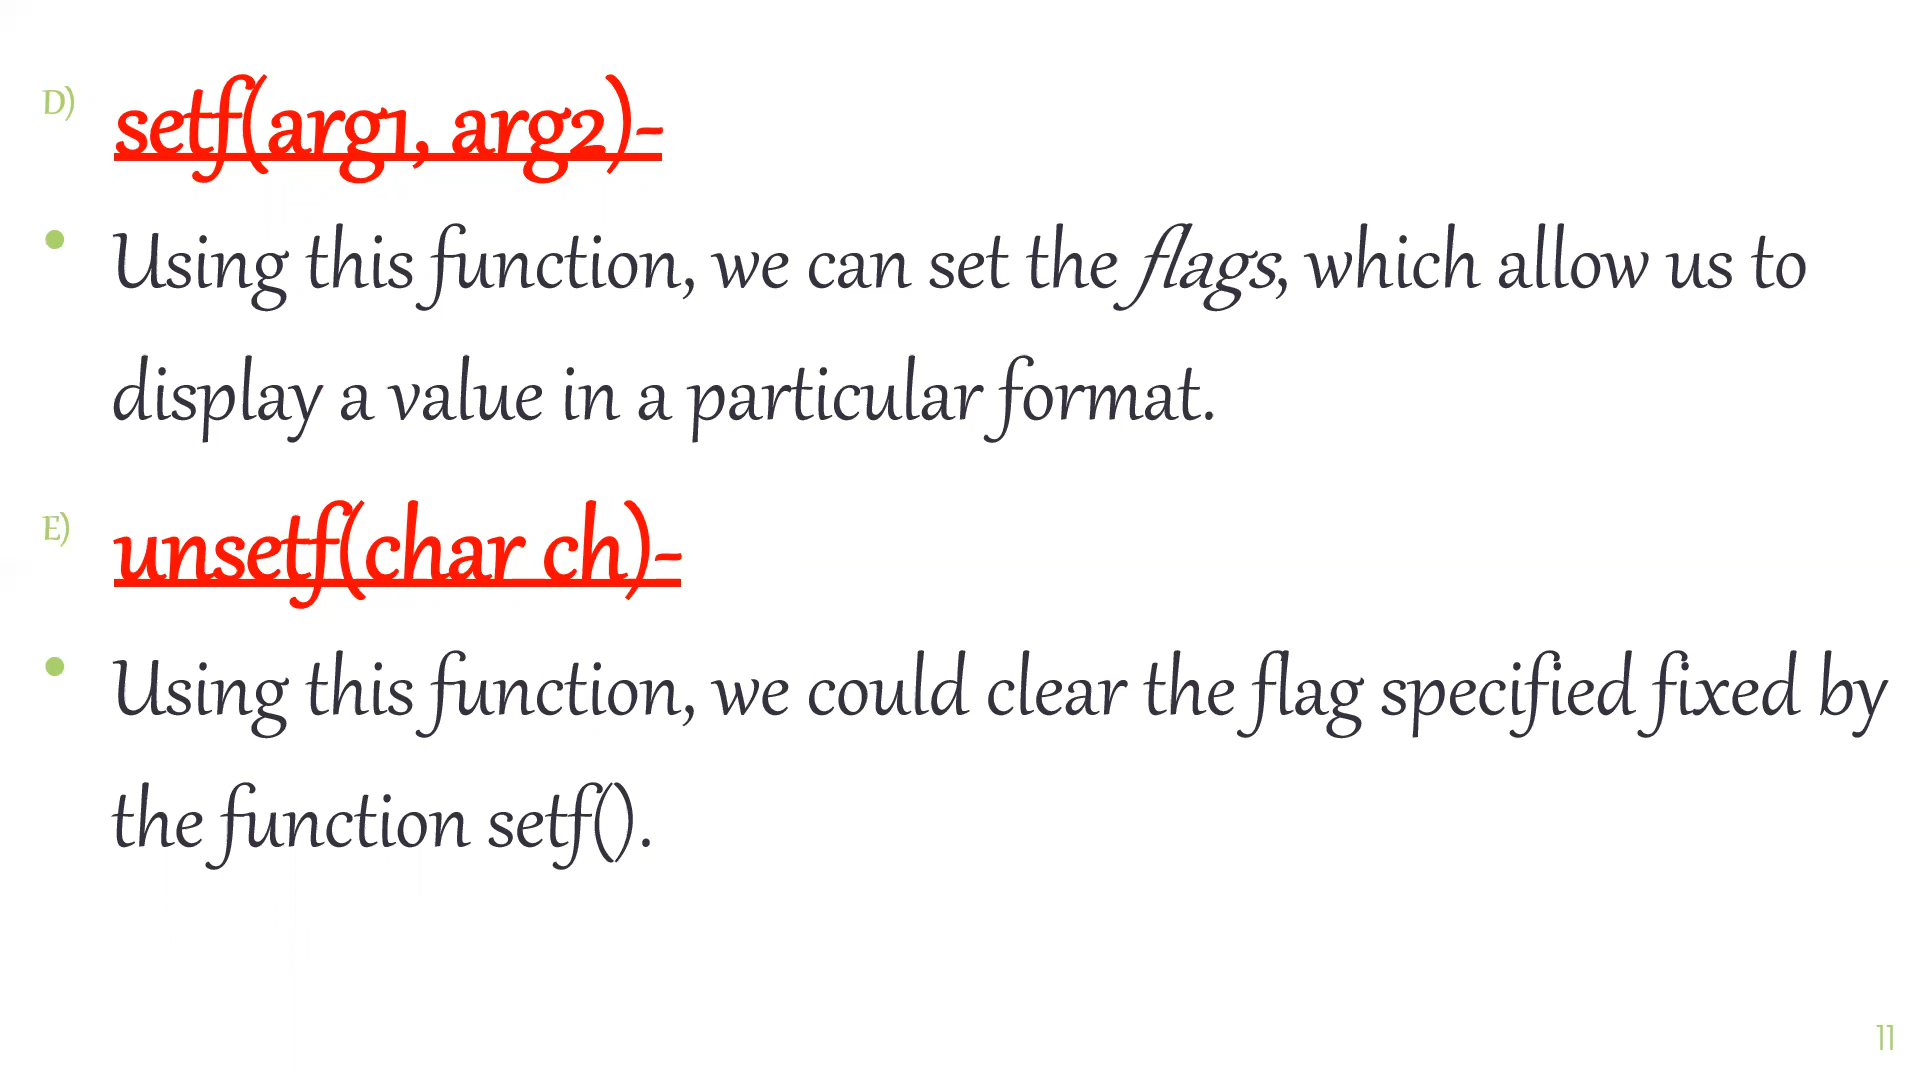 D) setf(arg1, arg2)-
• Using this function, we can set the flags, which allow us to
display a value in a particular format.
E) unsetf(char ch)-
• Using this function, we could clear the flag specified fixed by
the function setf().
11